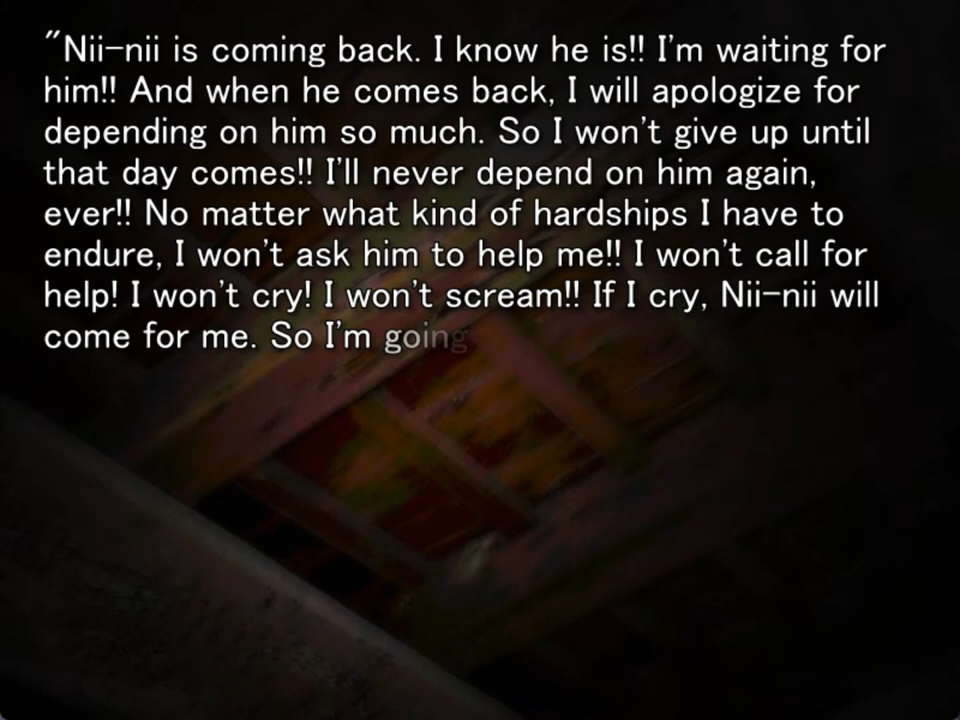 "Nii-nii is coming back. I know he is!! I'm waiting for
him!! And when he comes back, I will apologize for
depending on him so much. So I won't give up until
that day comes!! I'll never depend on him again,
ever!! No matter what kind of hardships I have to
endure, I won't ask him to help me!! I won't call for
help! I won't cry! I won't scream!! If I cry, Nii-nii will
come for me. So I'm going